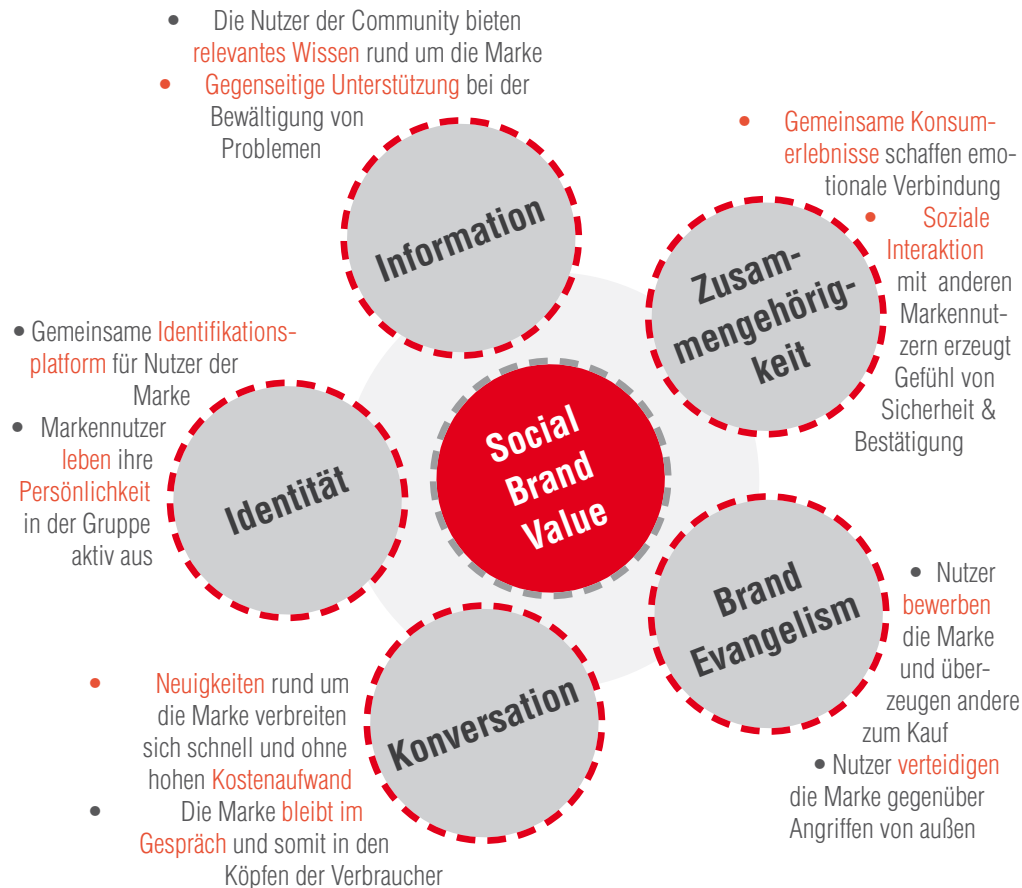 • Die Nutzer der Community bieten
relevantes Wissen rund um die Marke
• Gegenseitige Unterstützung bei der
Bewältigung von
Problemen
Information
• Gemeinsame Konsum-
erlebnisse schaffen emo-
tionale Verbindung
• Soziale
Interaktion
mit anderen
Markennut-
zern erzeugt
Gefühl von
Sicherheit &
Bestätigung
Zusam-
mengehörig-
keit
• Gemeinsame Identifikations-
platform für Nutzer der
Marke
• Markennutzer
leben ihre
Persönlichkeit
in der Gruppe
aktiv aus
Identität
Social
Brand
Value
Brand
Evangelism
• Nutzer
bewerben
die Marke
und über-
zeugen andere
zum Kauf
• Nutzer verteidigen
die Marke gegenüber
Angriffen von außen
• Neuigkeiten rund um
die Marke verbreiten
sich schnell und ohne
hohen Kostenaufwand
• Die Marke bleibt im
Gespräch und somit in den
Köpfen der Verbraucher
Konversation